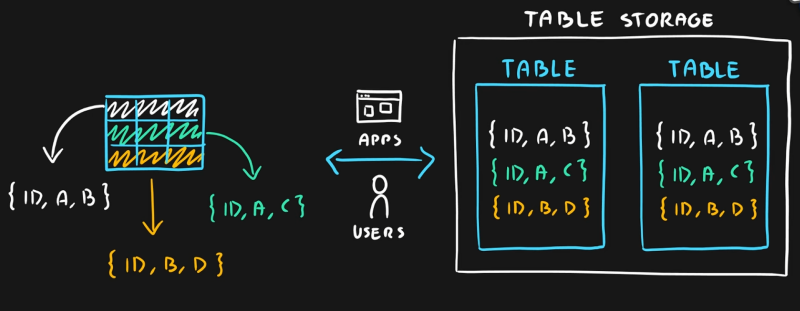 TABLE STORAGE
TABLE
TABLE
{ID, A, B}
{ID, A, C}
{ID, B, D}
APPS
USERS
{ID, A, B}
{ID, A, C}
{ID, B, D}
{ID, A, B}
{ID, A, C}
{ID, B, D}